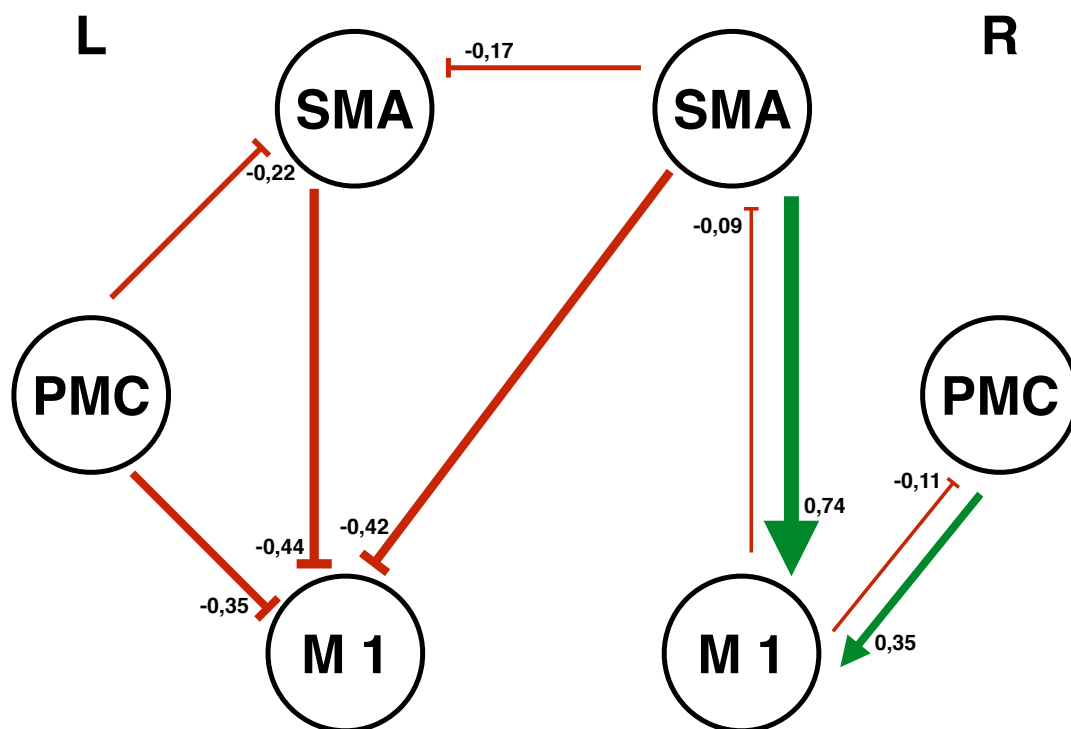 L
R
-0,17
SMA
SMA
-0,22
-0,09
PMC
PMC
-0,11
0,74
-0,42
-0,44
-0,35
0,35
M 1
M 1